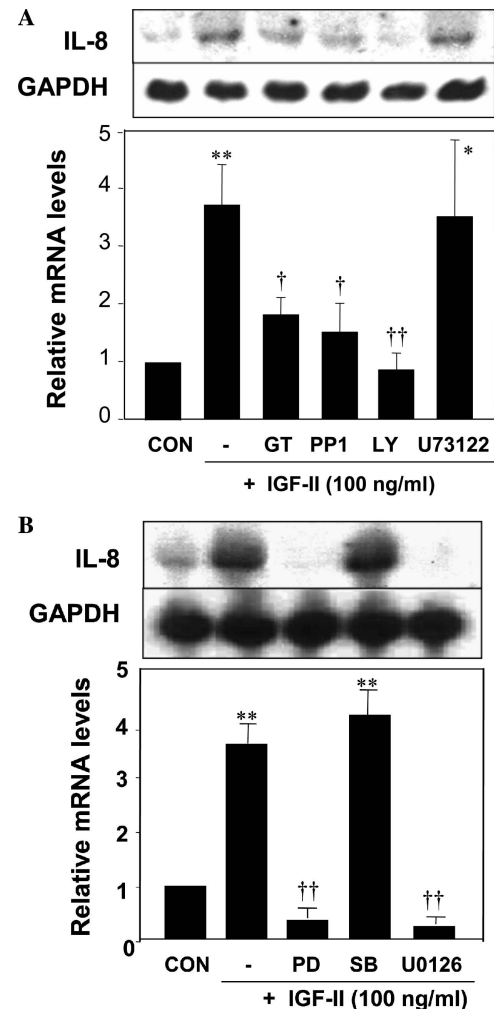 A
IL-8
GAPDH
Relative mRNA levels
5
4
3
2
1
0
**
†
†
††
*
CON - GT PP1 LY U73122
+ IGF-II (100 ng/ml)
B
IL-8
GAPDH
Relative mRNA levels
5
4
3
2
1
0
**
††
**
††
CON - PD SB U0126
+ IGF-II (100 ng/ml)